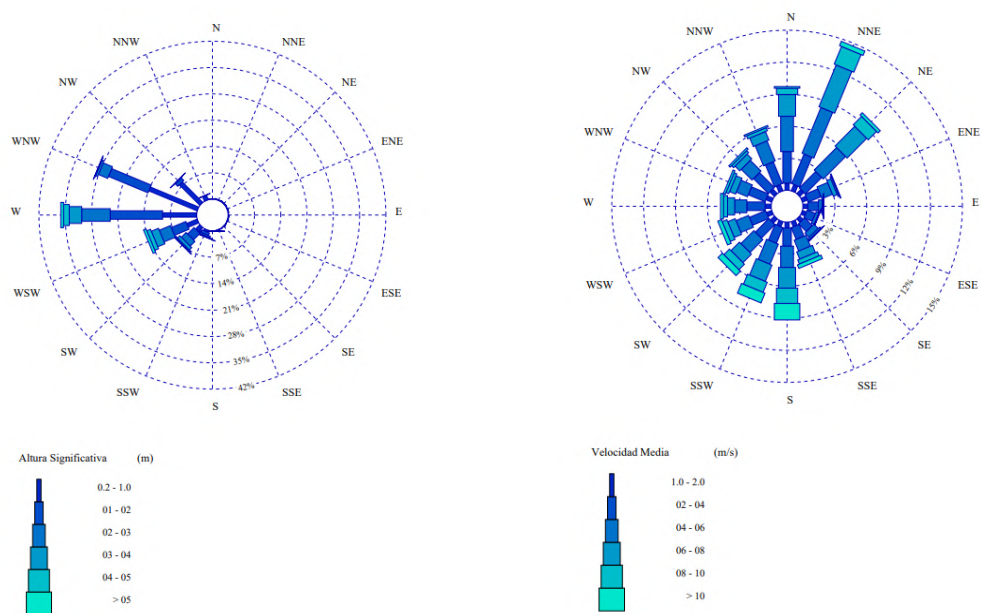 N
NNE
NE
ENE
E
ESE
SE
SSE
S
SSW
SW
WSW
W
WNW
NW
NNW
7%
14%
21%
28%
35%
42%
Altura Significativa (m)
0.2 - 1.0
01 - 02
02 - 03
03 - 04
04 - 05
> 05
N
NNE
NE
ENE
E
ESE
SE
SSE
S
SSW
SW
WSW
W
WNW
NW
NNW
3%
6%
9%
12%
15%
Velocidad Media (m/s)
1.0 - 2.0
02 - 04
04 - 06
06 - 08
08 - 10
> 10